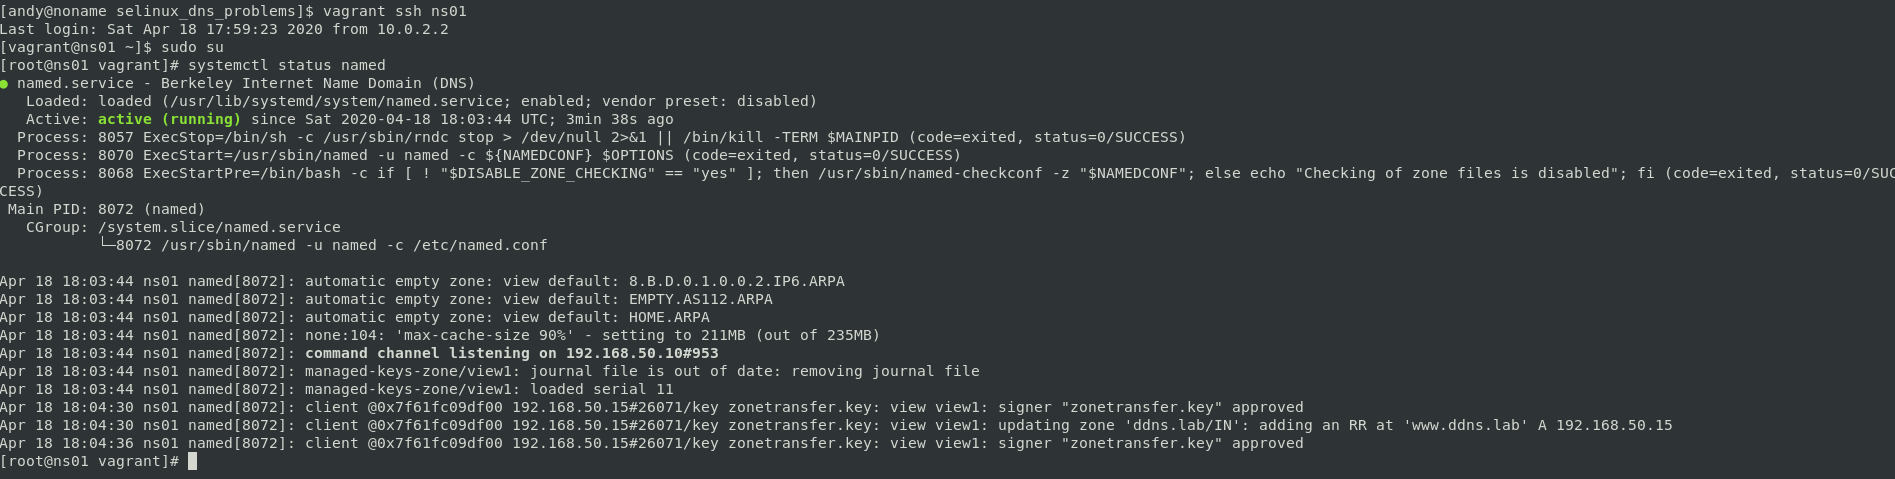 [andy@noname selinux_dns_problems]$ vagrant ssh ns01
Last login: Sat Apr 18 17:59:23 2020 from 10.0.2.2
[vagrant@ns01 ~]$ sudo su
[root@ns01 vagrant]# systemctl status named
● named.service - Berkeley Internet Name Domain (DNS)
   Loaded: loaded (/usr/lib/systemd/system/named.service; enabled; vendor preset: disabled)
   Active: active (running) since Sat 2020-04-18 18:03:44 UTC; 3min 38s ago
  Process: 8057 ExecStop=/bin/sh -c /usr/sbin/rndc stop > /dev/null 2>&1 || /bin/kill -TERM $MAINPID (code=exited, status=0/SUCCESS)
  Process: 8070 ExecStart=/usr/sbin/named -u named -c ${NAMEDCONF} $OPTIONS (code=exited, status=0/SUCCESS)
  Process: 8068 ExecStartPre=/bin/bash -c if [ ! "$DISABLE_ZONE_CHECKING" == "yes" ]; then /usr/sbin/named-checkconf -z "$NAMEDCONF"; else echo "Checking of zone files is disabled"; fi (code=exited, status=0/SUC
CESS)
 Main PID: 8072 (named)
   CGroup: /system.slice/named.service
           └─8072 /usr/sbin/named -u named -c /etc/named.conf

Apr 18 18:03:44 ns01 named[8072]: automatic empty zone: view default: 8.B.D.0.1.0.0.2.IP6.ARPA
Apr 18 18:03:44 ns01 named[8072]: automatic empty zone: view default: EMPTY.AS112.ARPA
Apr 18 18:03:44 ns01 named[8072]: automatic empty zone: view default: HOME.ARPA
Apr 18 18:03:44 ns01 named[8072]: none:104: 'max-cache-size 90%' - setting to 211MB (out of 235MB)
Apr 18 18:03:44 ns01 named[8072]: command channel listening on 192.168.50.10#953
Apr 18 18:03:44 ns01 named[8072]: managed-keys-zone/view1: journal file is out of date: removing journal file
Apr 18 18:03:44 ns01 named[8072]: managed-keys-zone/view1: loaded serial 11
Apr 18 18:04:30 ns01 named[8072]: client @0x7f61fc09df00 192.168.50.15#26071/key zonetransfer.key: view view1: signer "zonetransfer.key" approved
Apr 18 18:04:30 ns01 named[8072]: client @0x7f61fc09df00 192.168.50.15#26071/key zonetransfer.key: view view1: updating zone 'ddns.lab/IN': adding an RR at 'www.ddns.lab' A 192.168.50.15
Apr 18 18:04:36 ns01 named[8072]: client @0x7f61fc09df00 192.168.50.15#26071/key zonetransfer.key: view view1: signer "zonetransfer.key" approved
[root@ns01 vagrant]#